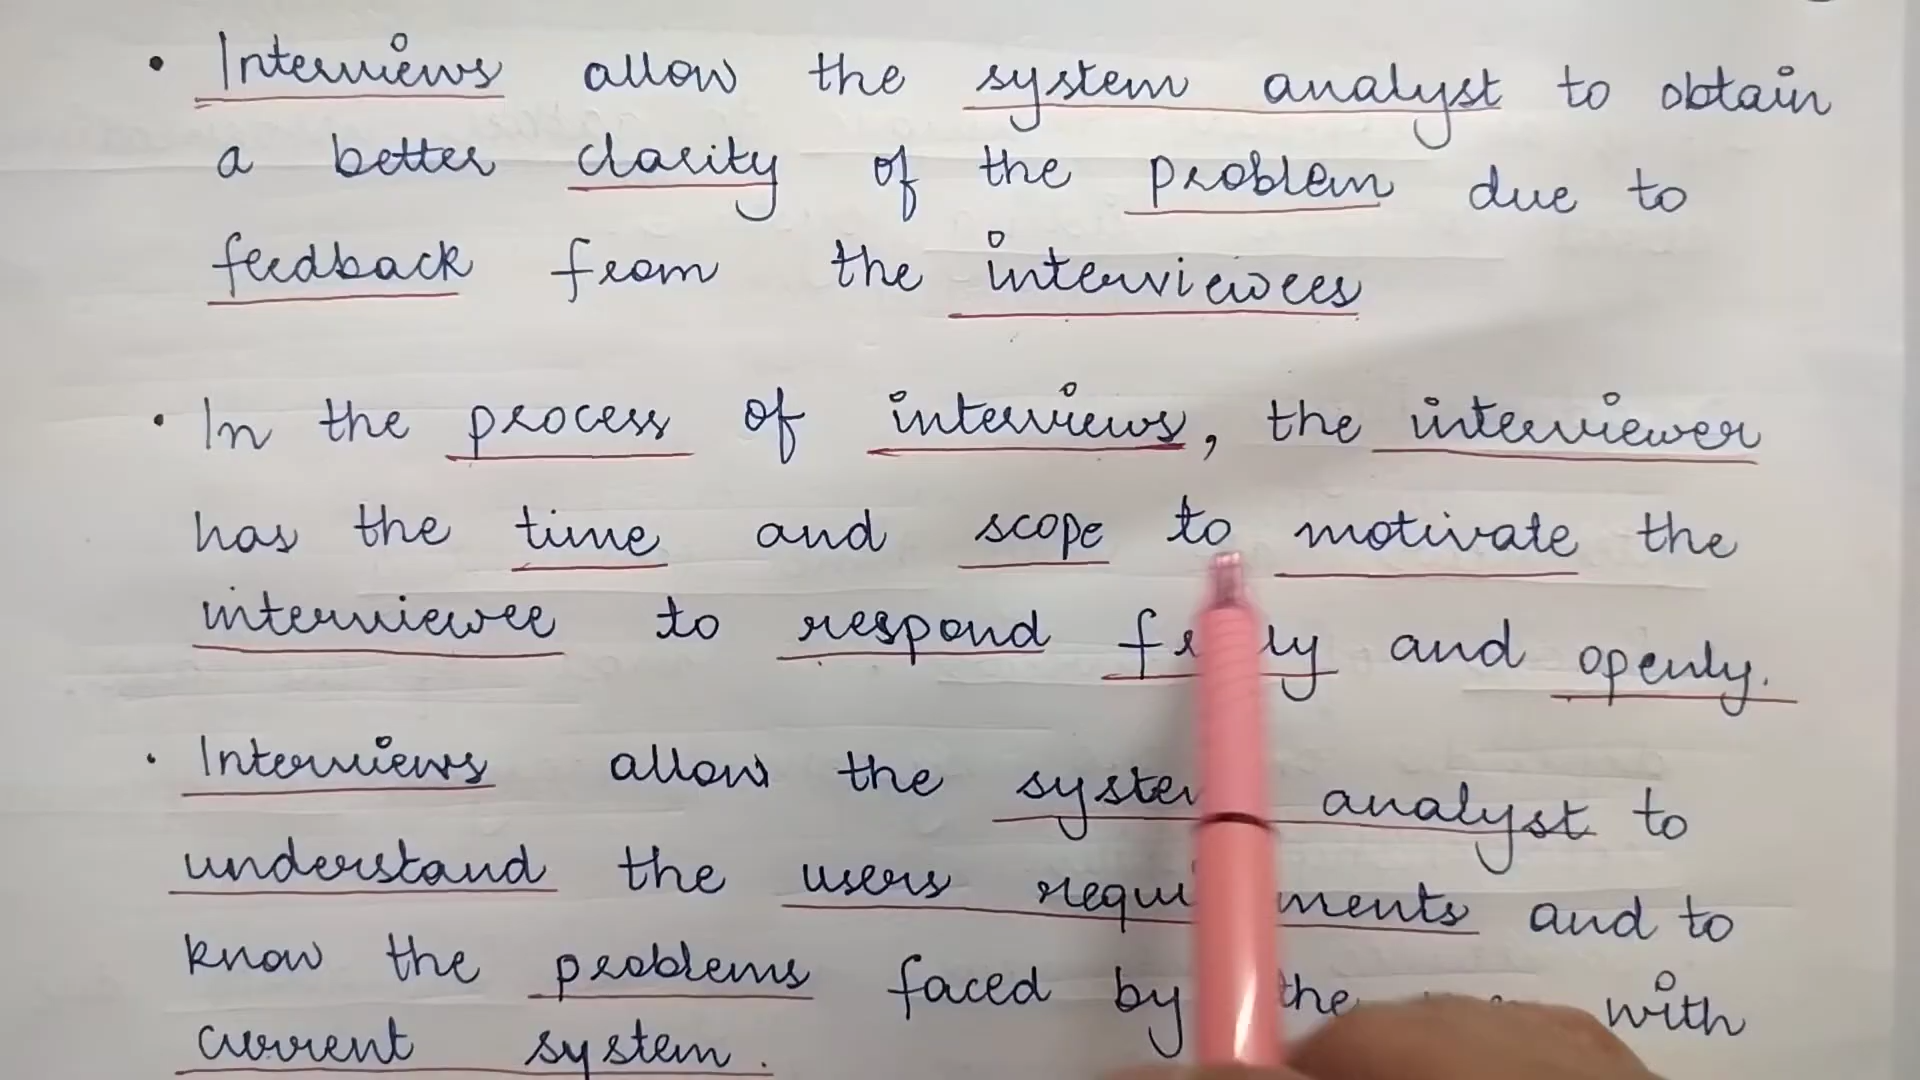 • Interviews allow the system analyst to obtain
a better clarity of the problem due to
feedback from the interviewees
• In the process of interviews, the interviewer
has the time and scope to motivate the
interviewee to respond and openly.
• Interviews allow the system analyst to
understand the users and to
know the problems faced by the with
current system.